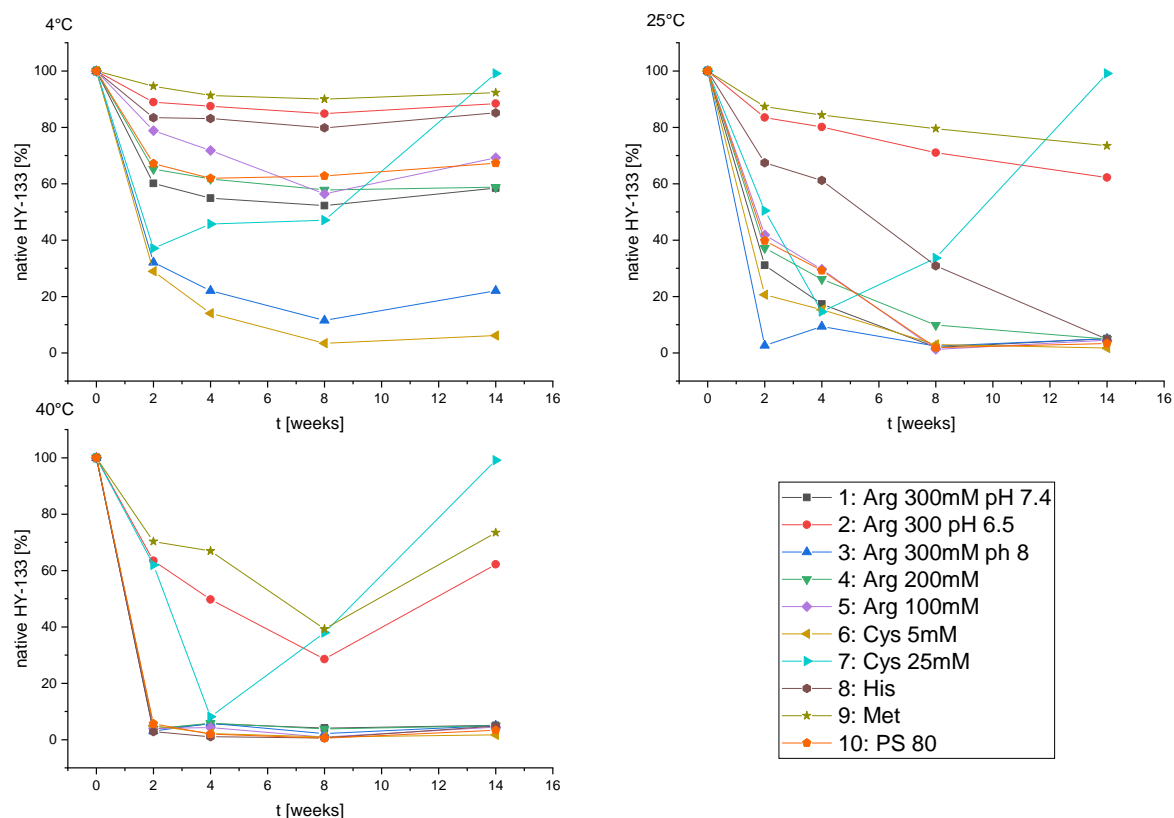 4°C
native HY-133 [%]
100
80
60
40
20
0
0 2 4 6 8 10 12 14 16
t [weeks]
25°C
native HY-133 [%]
100
80
60
40
20
0
0 2 4 6 8 10 12 14 16
t [weeks]
40°C
native HY-133 [%]
100
80
60
40
20
0
0 2 4 6 8 10 12 14 16
t [weeks]
1: Arg 300mM pH 7.4
2: Arg 300 pH 6.5
3: Arg 300mM ph 8
4: Arg 200mM
5: Arg 100mM
6: Cys 5mM
7: Cys 25mM
8: His
9: Met
10: PS 80